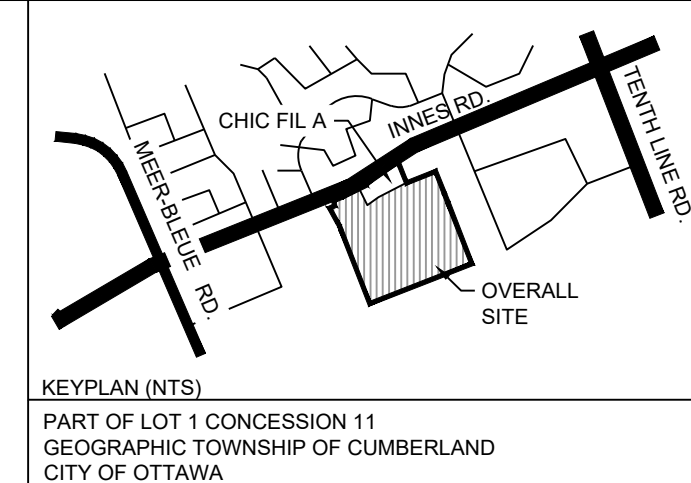 CHIC FIL A
INNES RD.
TENTH LINE RD.
MEER-BLEUE RD.
OVERALL
SITE
KEYPLAN (NTS)
PART OF LOT 1 CONCESSION 11
GEOGRAPHIC TOWNSHIP OF CUMBERLAND
CITY OF OTTAWA